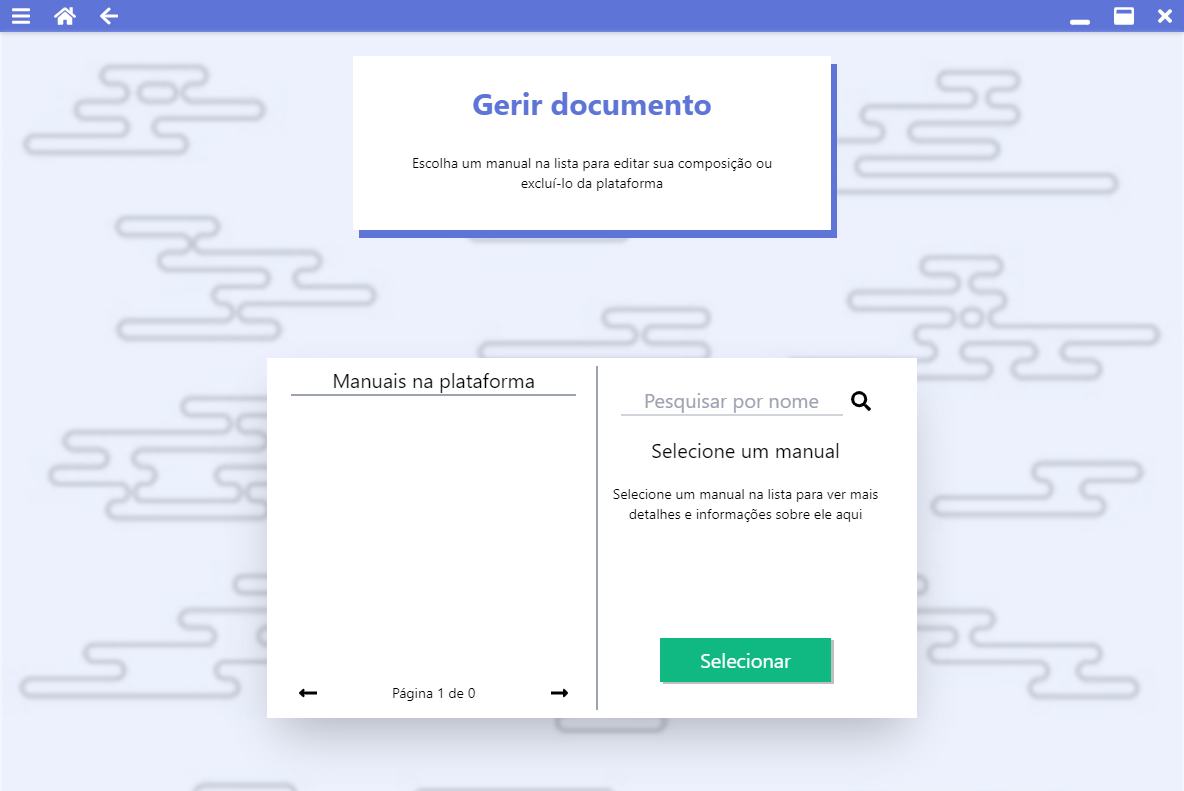 Gerir documento
Escolha um manual na lista para editar sua composição ou
excluí-lo da plataforma
Manuais na plataforma
Página 1 de 0
Pesquisar por nome
Selecione um manual
Selecione um manual na lista para ver mais
detalhes e informações sobre ele aqui
Selecionar